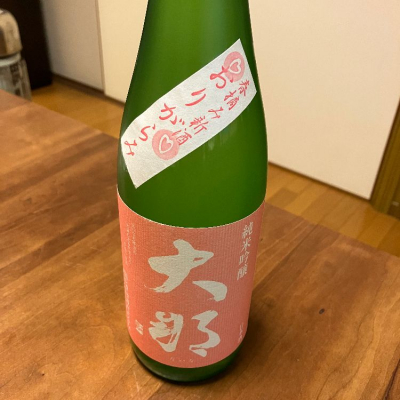 春摘み新酒
おりがらみ
純米吟醸
大那